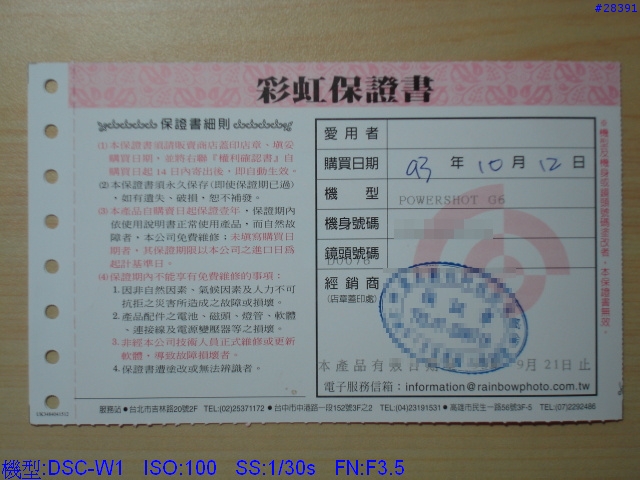 #28391
彩虹保證書
保證書細則
(1)本保證書須請販賣商店蓋印店章、填妥
購買日期,並將右聯『權利確認書』自
購買日起14日內寄出後,即自動生效。
(2)本保證書須永久保存(即使保證期已過)
,如有遺失、破損,恕不補發。
(3)本產品自購買日起保證壹年,保證期內
依使用說明書正常使用產品,而自然故
障者,本公司免費維修;未填寫購買日
期者,其保證期限以本公司之進口日爲
起計基準日。
(4)保證期內不能享有免費維修的事項:
1.因非自然因素、氣候因素及人力不可
抗拒之災害所造成之故障或損壞。
2.產品配件之電池、磁頭、燈管、軟體
、連接線及電源變壓器等之損壞。
3.非經本公司技術人員正式維修或更新
軟體,導致故障損壞者。
4.保證書遭塗改或無法辨識者。
愛用者
購買日期 93 年 10 月 12 日
機型 POWERSHOT G6
機身號碼
鏡頭號碼
經銷商
(店章蓋印處)
本產品有效日期
9月21日止
電子服務信箱:information@rainbowphoto.com.tw
服務站●台北市吉林路20號2F TEL:(02)25371172 ●台中市中港路一段152號3F之2 TEL:(04)23191531 ●高雄市民生一路56號3F-5 TEL:(07)2292486
機型:DSC-W1 ISO:100 SS:1/30s FN:F3.5